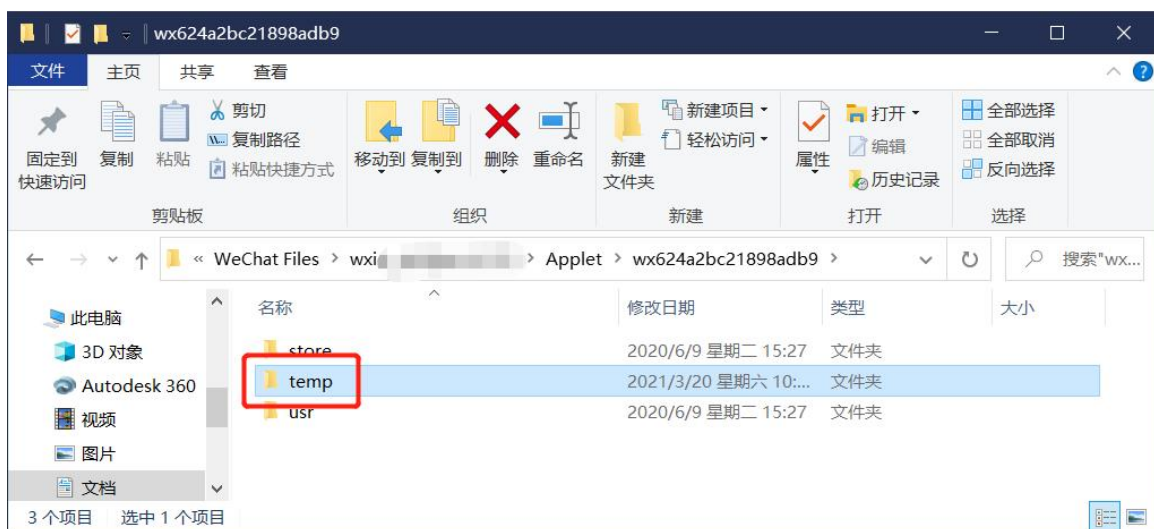 wx624a2bc21898adb9
文件 主页 共享 查看
固定到快速访问
复制
粘贴
剪切
复制路径
粘贴快捷方式
剪贴板
移动到
复制到
删除
重命名
组织
新建文件夹
新建项目
轻松访问
新建
属性
打开
编辑
历史记录
打开
全部选择
全部取消
反向选择
选择
« WeChat Files > wxi > Applet > wx624a2bc21898adb9 > 搜索"wx...
名称 修改日期 类型 大小
此电脑
3D 对象
Autodesk 360
视频
图片
文档
store 2020/6/9 星期二 15:27 文件夹
temp 2021/3/20 星期六 10:... 文件夹
usr 2020/6/9 星期二 15:27 文件夹
3 个项目 选中 1 个项目